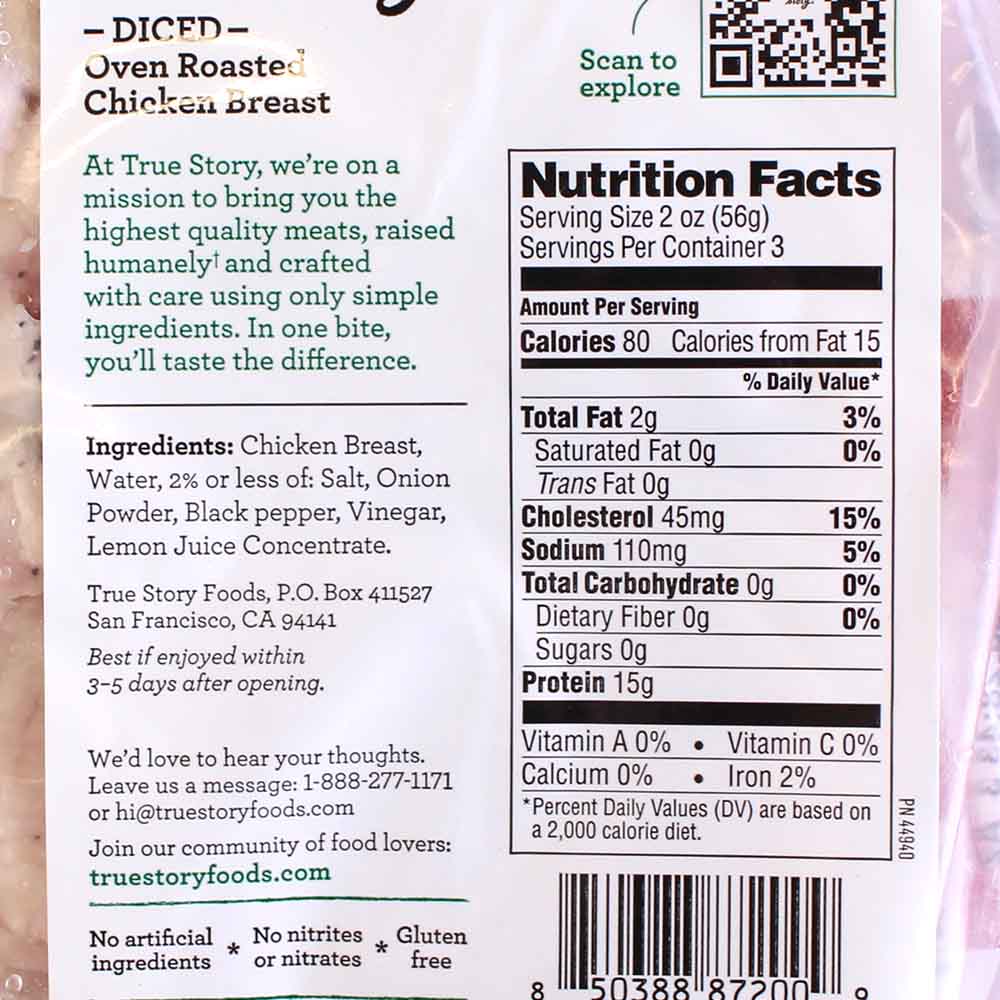 – DICED –
Oven Roasted
Chicken Breast
Scan to
explore
At True Story, we're on a
mission to bring you the
highest quality meats, raised
humanely† and crafted
with care using only simple
ingredients. In one bite,
you'll taste the difference.
Ingredients: Chicken Breast,
Water, 2% or less of: Salt, Onion
Powder, Black pepper, Vinegar,
Lemon Juice Concentrate.
True Story Foods, P.O. Box 411527
San Francisco, CA 94141
Best if enjoyed within
3-5 days after opening.
We'd love to hear your thoughts.
Leave us a message: 1-888-277-1171
or hi@truestoryfoods.com
Join our community of food lovers:
truestoryfoods.com
No artificial * No nitrites * Gluten
ingredients or nitrates free
Nutrition Facts
Serving Size 2 oz (56g)
Servings Per Container 3
Amount Per Serving
Calories 80 Calories from Fat 15
% Daily Value*
Total Fat 2g 3%
Saturated Fat 0g 0%
Trans Fat 0g
Cholesterol 45mg 15%
Sodium 110mg 5%
Total Carbohydrate 0g 0%
Dietary Fiber 0g 0%
Sugars 0g
Protein 15g
Vitamin A 0% • Vitamin C 0%
Calcium 0% • Iron 2%
*Percent Daily Values (DV) are based on
a 2,000 calorie diet.
PN 44940
8 50388 87200 9